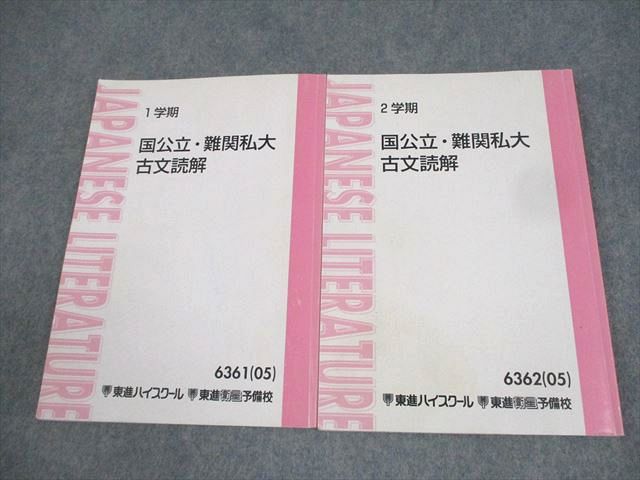 JAPANESE LITERATURE
1学期
国公立・難関私大
古文読解
6361(05)
東進ハイスクール 東進衛星予備校
JAPANESE LITERATURE
2学期
国公立・難関私大
古文読解
6362(05)
東進ハイスクール 東進衛星予備校